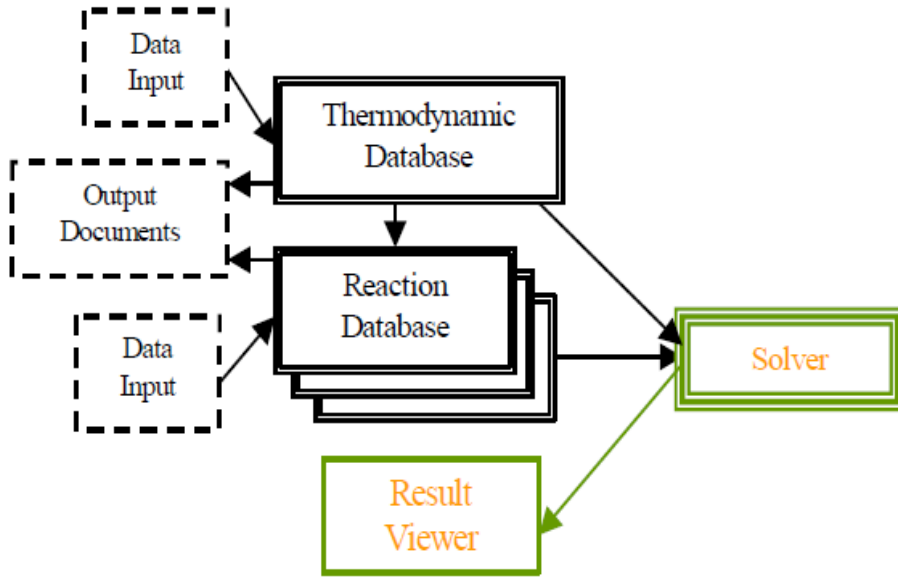 Data
Input
Thermodynamic
Database
Output
Documents
Reaction
Database
Data
Input
Solver
Result
Viewer